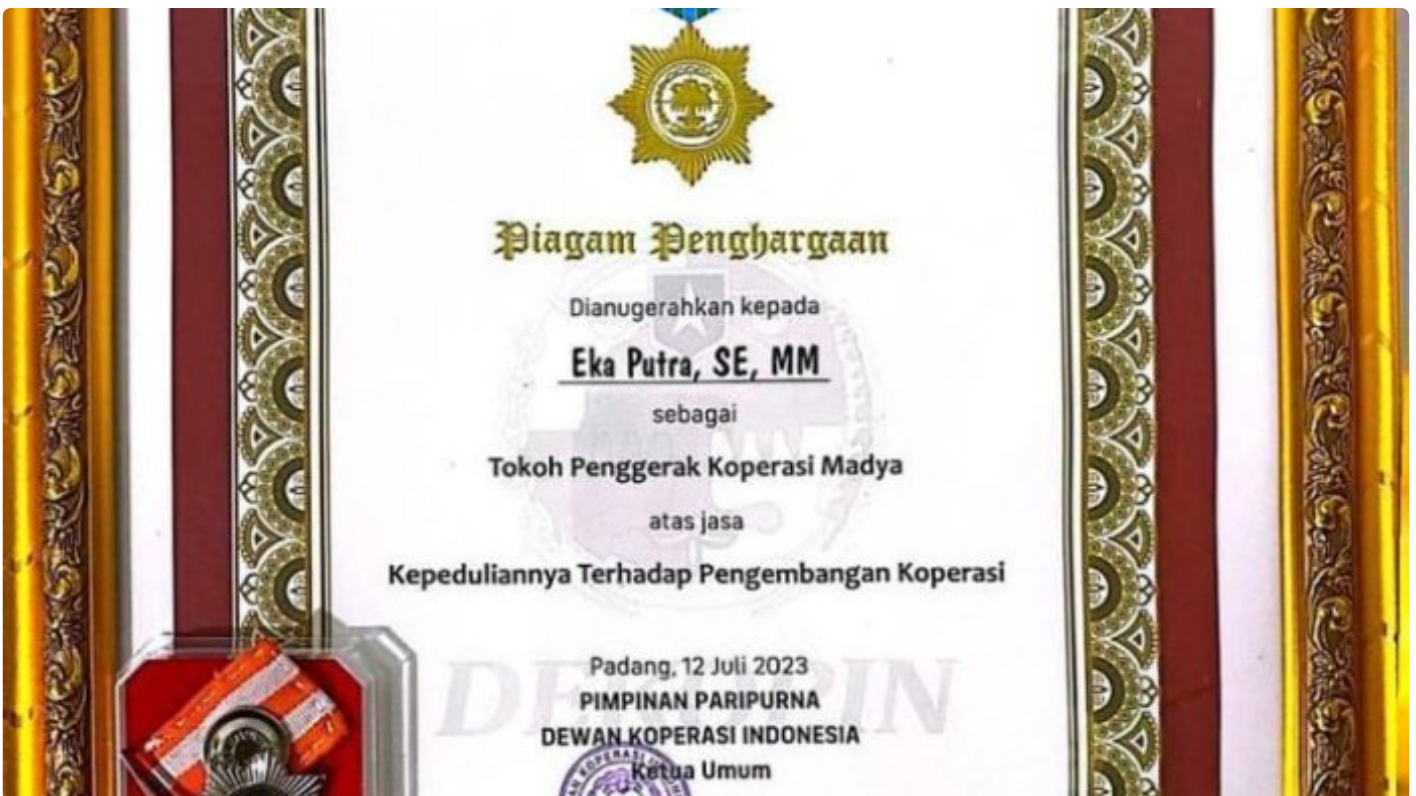 Piagam Penghargaan
Dianugerahkan kepada
Eka Putra, SE, MM
sebagai
Tokoh Penggerak Koperasi Madya
atas jasa
Kepeduliannya Terhadap Pengembangan Koperasi
DEKOPIN
Padang, 12 Juli 2023
PIMPINAN PARIPURNA
DEWAN KOPERASI INDONESIA
Ketua Umum